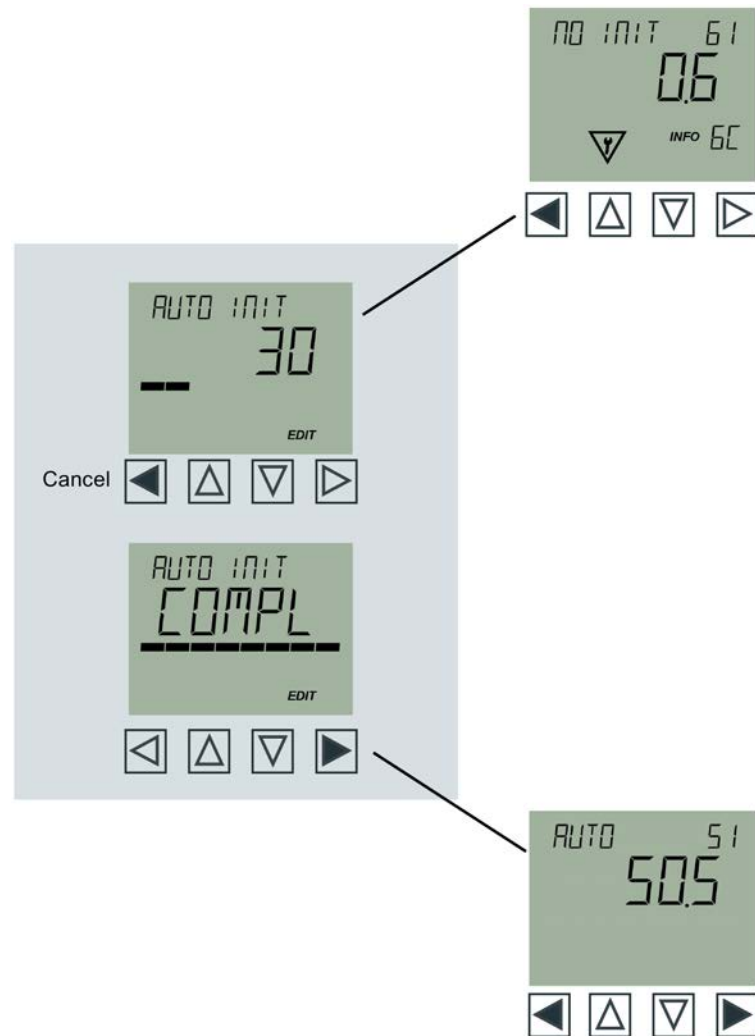 NO INIT 61
0.6
INFO 6C
AUTO INIT
30
EDIT
Cancel
AUTO INIT
COMPL
EDIT
AUTO 51
50.5